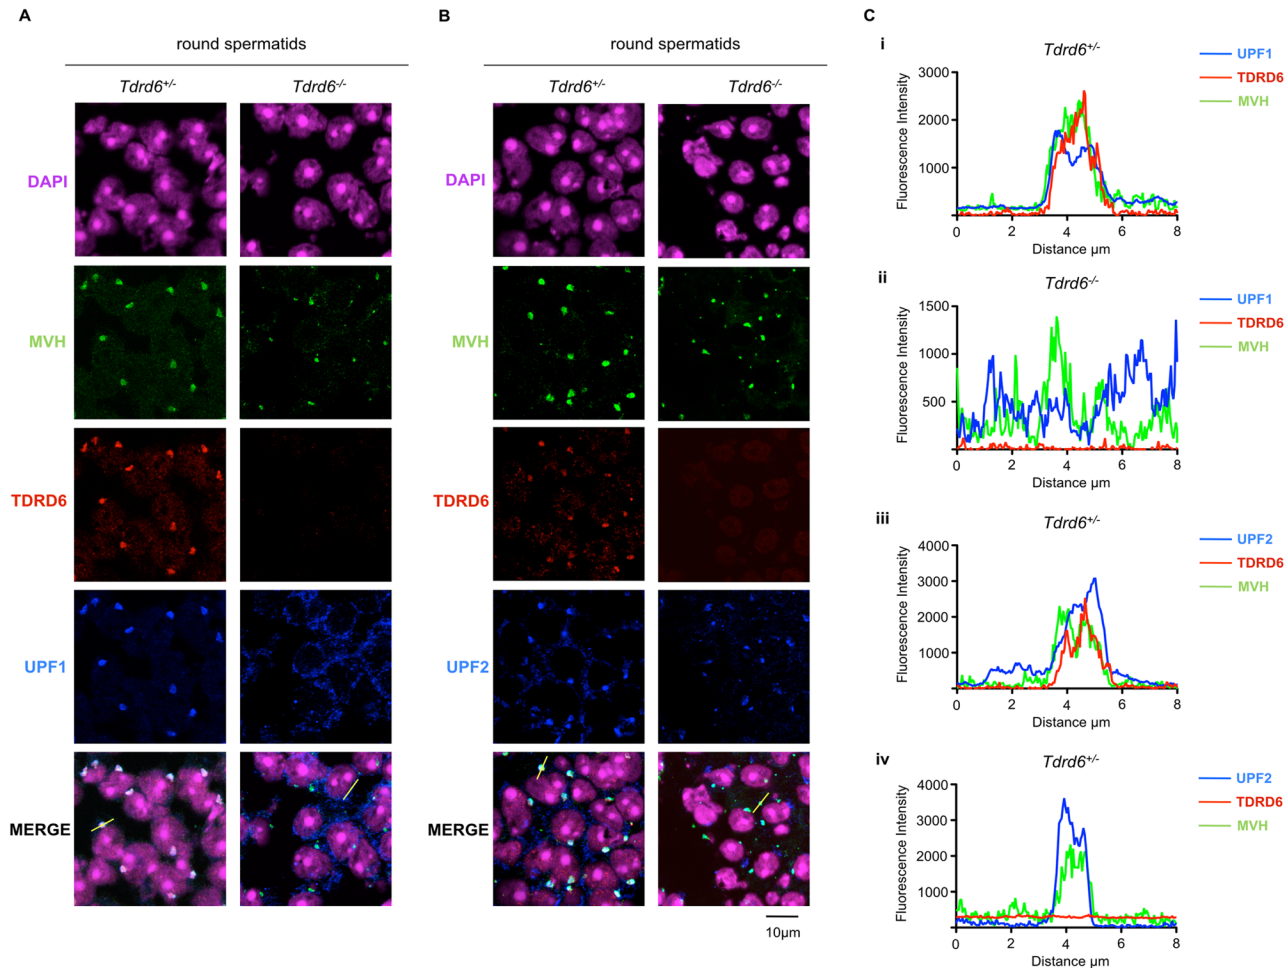 A
round spermatids
Tdrd6+/-
Tdrd6-/-
DAPI
MVH
TDRD6
UPF1
MERGE
B
round spermatids
Tdrd6+/-
Tdrd6-/-
DAPI
MVH
TDRD6
UPF2
MERGE
10μm
C
i
Tdrd6+/-
UPF1
TDRD6
MVH
Fluorescence Intensity
3000
2000
1000
0 2 4 6 8
Distance μm
ii
Tdrd6-/-
UPF1
TDRD6
MVH
Fluorescence Intensity
1500
1000
500
0 2 4 6 8
Distance μm
iii
Tdrd6+/-
UPF2
TDRD6
MVH
Fluorescence Intensity
4000
3000
2000
1000
0 2 4 6 8
Distance μm
iv
Tdrd6+/-
UPF2
TDRD6
MVH
Fluorescence Intensity
4000
3000
2000
1000
0 2 4 6 8
Distance μm